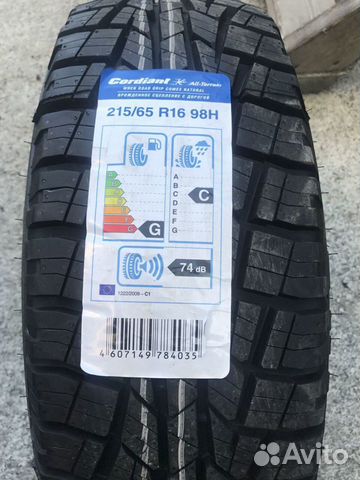 Cordiant All-Terrain
WHEN ROAD GRIP COMES NATURAL
ПРИРОЖДЕННОЕ СЦЕПЛЕНИЕ С ДОРОГОЙ
215/65 R16 98H
A
B
C
D
E
F
G
G
A
B
C
D
E
F
G
C
74 dB
1222/2009 - C1
4 607149 784035
Avito